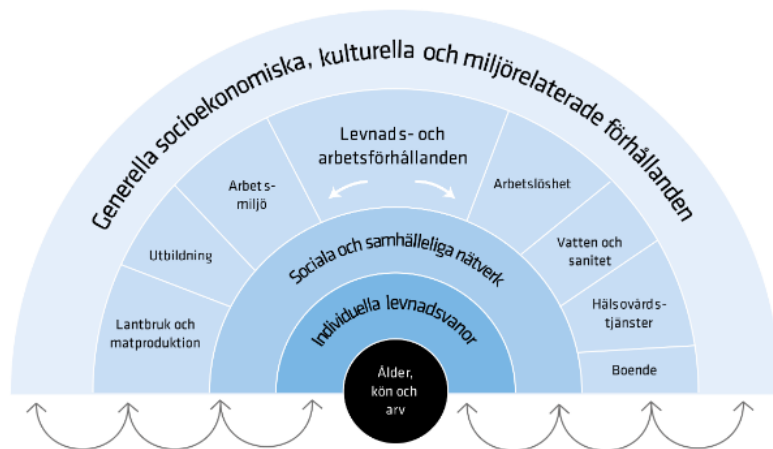 Generella socioekonomiska, kulturella och miljörelaterade förhållanden
Levnads- och
arbetsförhållanden
Arbets-
miljö
Arbetslöshet
Utbildning
Vatten och
sanitet
Lantbruk och
matproduktion
Hälsovårds-
tjänster
Boende
Sociala och samhälleliga nätverk
Individuella levnadsvanor
Ålder,
kön och
arv